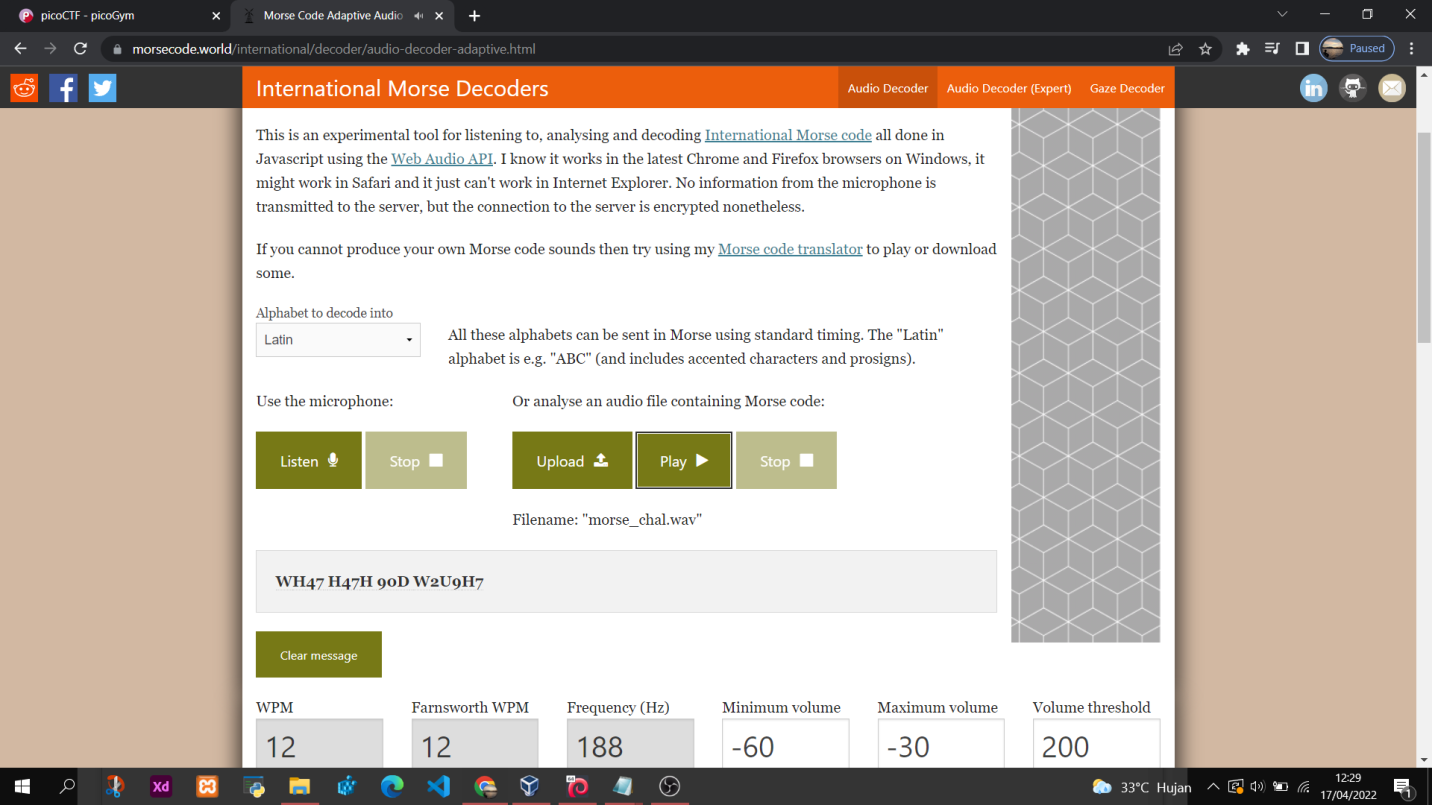 picoCTF - picoGym
Morse Code Adaptive Audio
morsecode.world/international/decoder/audio-decoder-adaptive.html
Paused
International Morse Decoders
Audio Decoder
Audio Decoder (Expert)
Gaze Decoder
This is an experimental tool for listening to, analysing and decoding International Morse code all done in
Javascript using the Web Audio API. I know it works in the latest Chrome and Firefox browsers on Windows, it
might work in Safari and it just can't work in Internet Explorer. No information from the microphone is
transmitted to the server, but the connection to the server is encrypted nonetheless.
If you cannot produce your own Morse code sounds then try using my Morse code translator to play or download
some.
Alphabet to decode into
Latin
All these alphabets can be sent in Morse using standard timing. The "Latin"
alphabet is e.g. "ABC" (and includes accented characters and prosigns).
Use the microphone:
Or analyse an audio file containing Morse code:
Listen
Stop
Upload
Play
Stop
Filename: "morse_chal.wav"
WH47 H47H 90D W2U9H7
Clear message
WPM
Farnsworth WPM
Frequency (Hz)
Minimum volume
Maximum volume
Volume threshold
12
12
188
-60
-30
200
Xd
33°C Hujan
12:29
17/04/2022
1